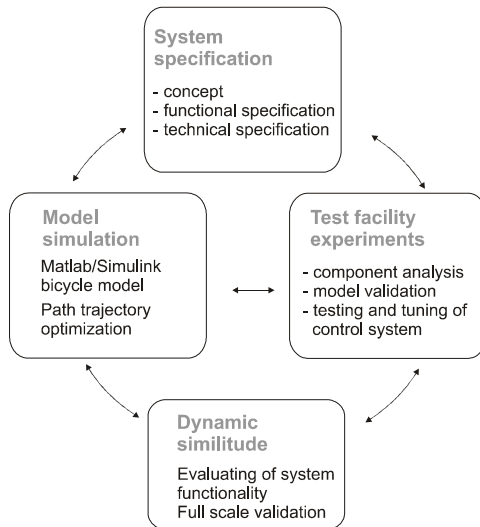 System
specification
- concept
- functional specification
- technical specification
Model
simulation
Matlab/Simulink
bicycle model
Path trajectory
optimization
Test facility
experiments
- component analysis
- model validation
- testing and tuning of
control system
Dynamic
similitude
Evaluating of system
functionality
Full scale validation